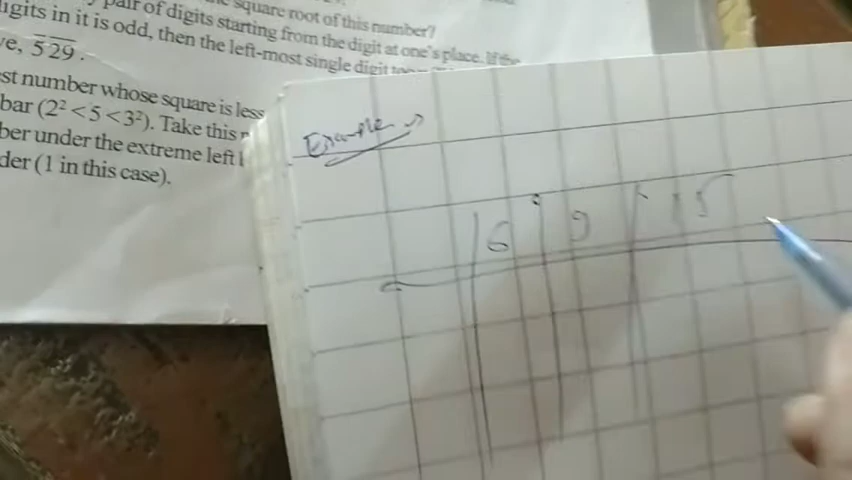 square root of this number?
pair of digits starting from the digit at one's place. If the
digits in it is odd, then the left-most single digit too
ve, 529.
st number whose square is less
bar (2² < 5 < 3²). Take this n
ber under the extreme left
der (1 in this case).
Example →
6 9 15